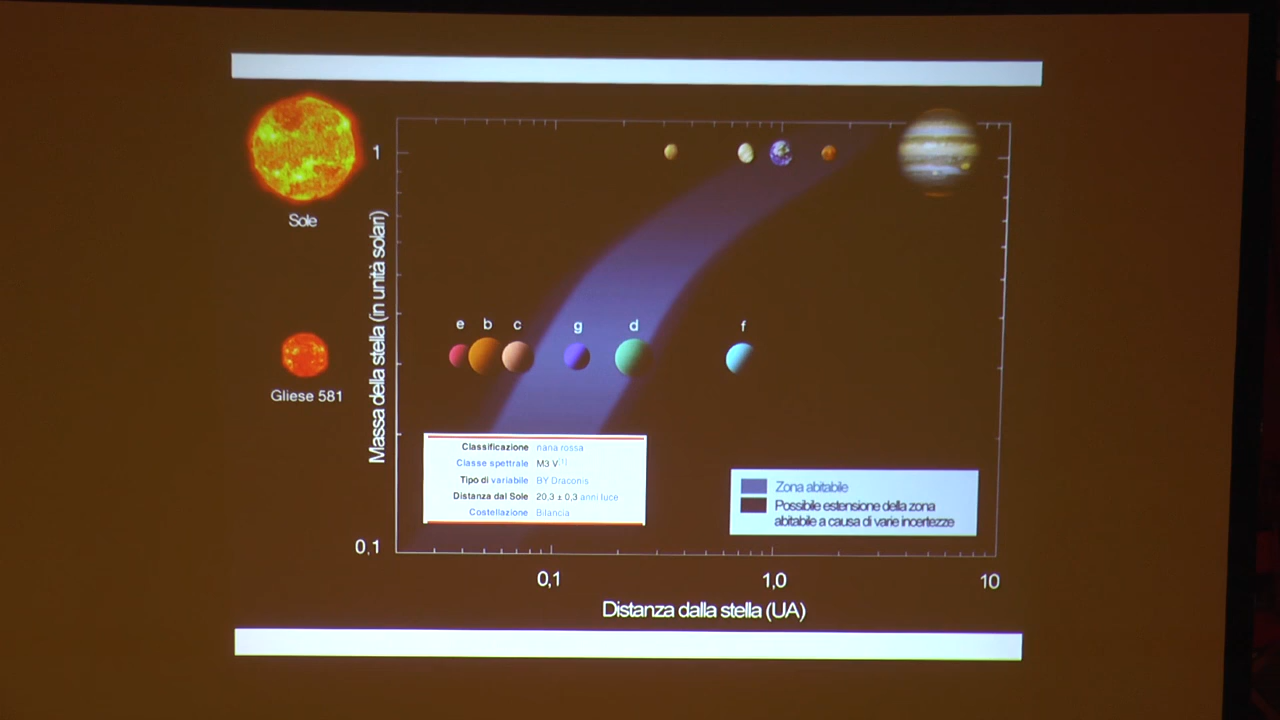 Sole
1
Massa della stella (in unità solari)
e b c g d f
Gliese 581
Classificazione nana rossa
Classe spettrale M3 V[1]
Tipo di variabile BY Draconis
Distanza dal Sole 20,3 ± 0,3 anni luce
Costellazione Bilancia
Zona abitabile
Possibile estensione della zona
abitabile a causa di varie incertezze
0,1
0,1 1,0 10
Distanza dalla stella (UA)